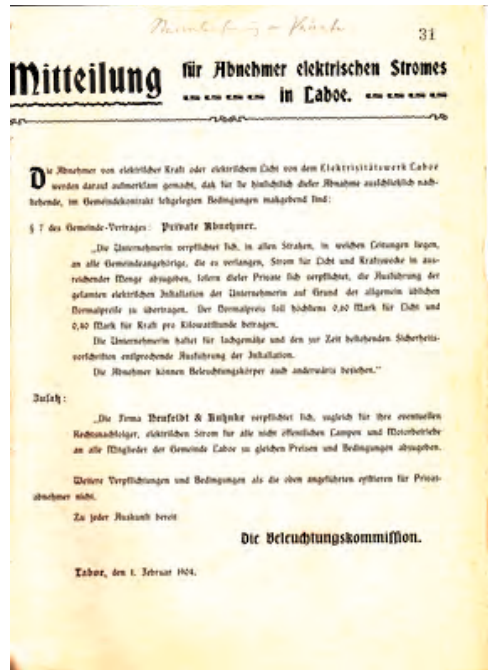 31
Mitteilung für Abnehmer elektrischen Stromes
in Laboe.
Die Abnehmer von elektrischer Kraft oder elektrischem Licht von dem Elektrizitätswerk Laboe
werden darauf aufmerksam gemacht, daß für sie hinsichtlich dieser Abnahme ausschließlich nach-
stehende, im Gemeindekontrakt festgelegten Bedingungen maßgebend sind:
§ 7 des Gemeinde-Vertrages: Private Abnehmer.
„Die Unternehmerin verpflichtet sich, in allen Straßen, in welchen Leitungen liegen,
an alle Gemeindeangehörige, die es verlangen, Strom für Licht und Kraftzwecke in aus-
reichender Menge abzugeben, sofern dieser Private sich verpflichtet, die Ausführung der
gesamten elektrischen Installation der Unternehmerin auf Grund der allgemein üblichen
Normalpreise zu übertragen. Der Normalpreis soll höchstens 0,60 Mark für Licht und
Mark für Kraft pro Kilowattstunde betragen.
Die Unternehmerin haftet für sachgemäße und den zur Zeit bestehenden Sicherheits-
vorschriften entsprechende Ausführung der Installation.
Die Abnehmer können Beleuchtungskörper auch anderwärts beziehen."
Zusatz:
„Die Firma Neufeldt & Kuhnke verpflichtet sich, zugleich für ihre eventuellen
Rechtsnachfolger, elektrischen Strom für alle nicht öffentlichen Lampen und Motorbetriebe
an alle Mitglieder der Gemeinde Laboe zu gleichen Preisen und Bedingungen abzugeben.
Weitere Verpflichtungen und Bedingungen als die oben angeführten existieren für Privat-
abnehmer nicht.
Zu jeder Auskunft bereit
Die Beleuchtungskommission.
Laboe, den 1. Februar 1904.